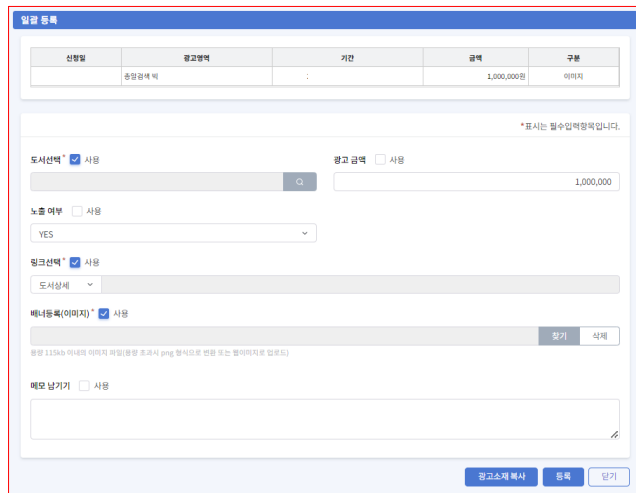 일괄 등록
신청일 광고영역 기간 금액 구분
중앙검색 밑 : 1,000,000원 이미지
*표시는 필수입력항목입니다.
도서선택* 사용 광고 금액 사용
1,000,000
노출 여부 사용
YES
링크선택* 사용
도서상세
배너등록(이미지)* 사용
찾기 삭제
용량 115kb 이내의 이미지 파일(용량 초과시 png 형식으로 변환 또는 웹이미지로 업로드)
메모 남기기 사용
광고소재 복사 등록 닫기